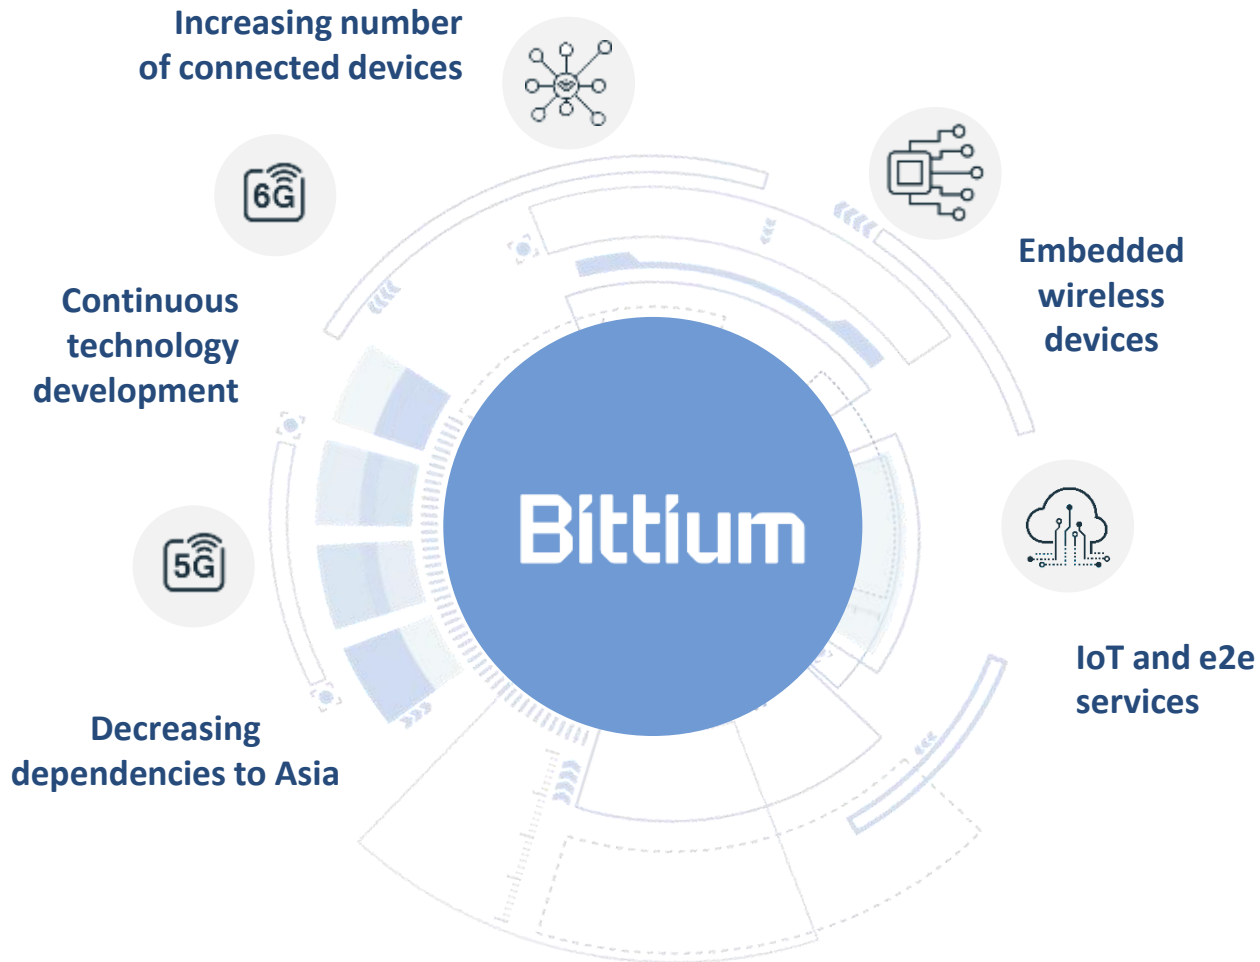 Increasing number
of connected devices
6G
Continuous
technology
development
Embedded
wireless
devices
Bittium
5G
IoT and e2e
services
Decreasing
dependencies to Asia